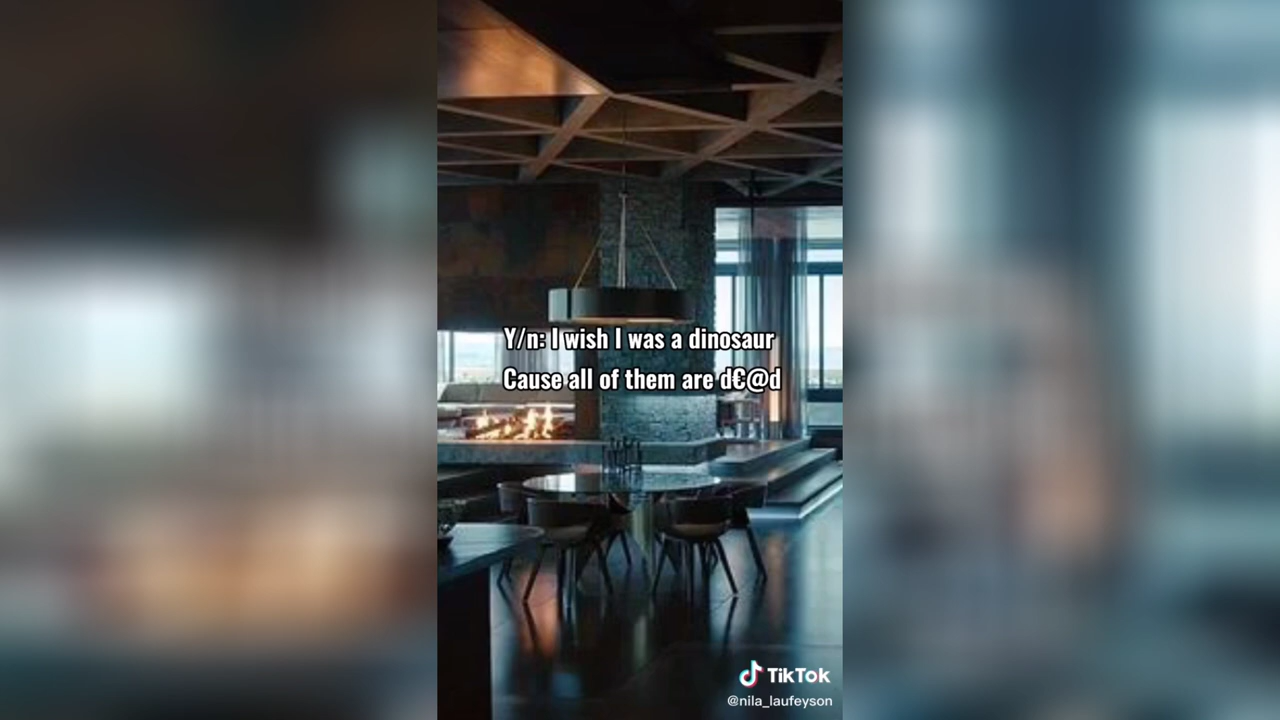 Y/n: I wish I was a dinosaur
Cause all of them are d€@d
TikTok
@nila_laufeyson